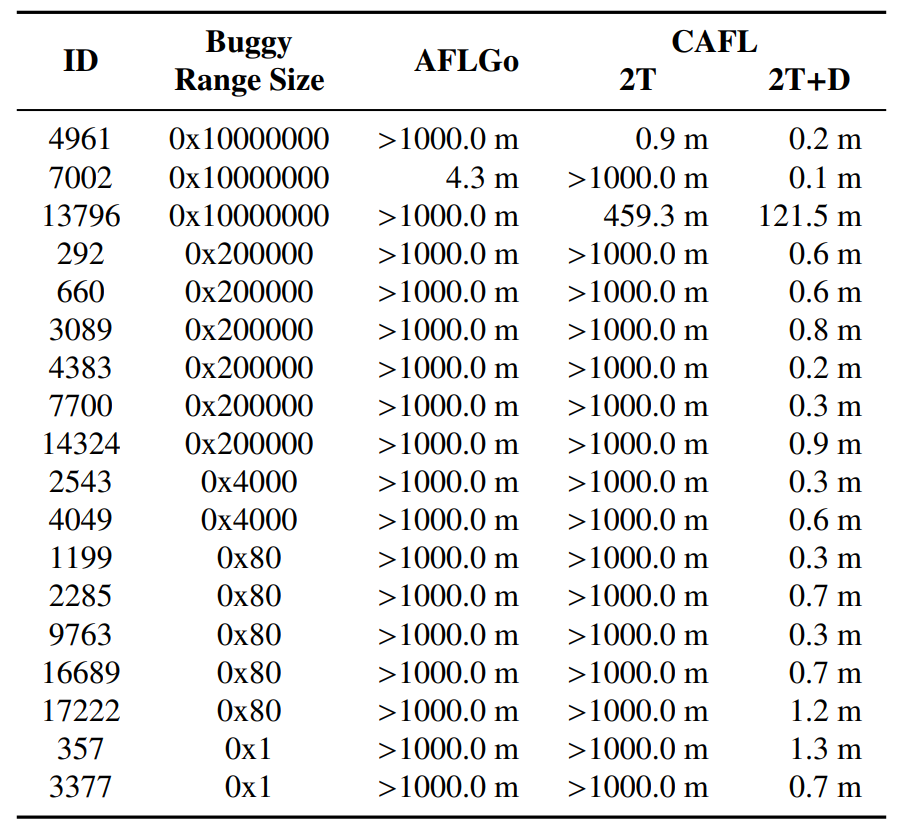 ID Buggy Range Size AFLGo CAFL
2T 2T+D
4961 0x10000000 >1000.0 m 0.9 m 0.2 m
7002 0x10000000 4.3 m >1000.0 m 0.1 m
13796 0x10000000 >1000.0 m 459.3 m 121.5 m
292 0x200000 >1000.0 m >1000.0 m 0.6 m
660 0x200000 >1000.0 m >1000.0 m 0.6 m
3089 0x200000 >1000.0 m >1000.0 m 0.8 m
4383 0x200000 >1000.0 m >1000.0 m 0.2 m
7700 0x200000 >1000.0 m >1000.0 m 0.3 m
14324 0x200000 >1000.0 m >1000.0 m 0.9 m
2543 0x4000 >1000.0 m >1000.0 m 0.3 m
4049 0x4000 >1000.0 m >1000.0 m 0.6 m
1199 0x80 >1000.0 m >1000.0 m 0.3 m
2285 0x80 >1000.0 m >1000.0 m 0.7 m
9763 0x80 >1000.0 m >1000.0 m 0.3 m
16689 0x80 >1000.0 m >1000.0 m 0.7 m
17222 0x80 >1000.0 m >1000.0 m 1.2 m
357 0x1 >1000.0 m >1000.0 m 1.3 m
3377 0x1 >1000.0 m >1000.0 m 0.7 m